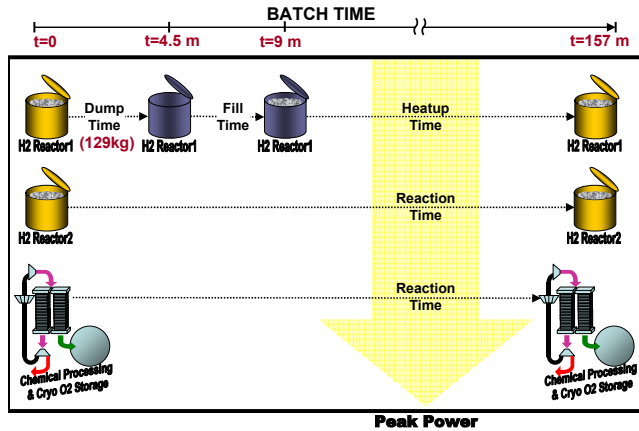 BATCH TIME
t=0
t=4.5 m
t=9 m
t=157 m
Dump
Time
(129kg)
Fill
Time
Heatup
Time
H2 Reactor1
H2 Reactor1
H2 Reactor1
H2 Reactor1
Reaction
Time
H2 Reactor2
H2 Reactor2
Reaction
Time
Chemical Processing
& Cryo O2 Storage
Chemical Processing
& Cryo O2 Storage
Peak Power